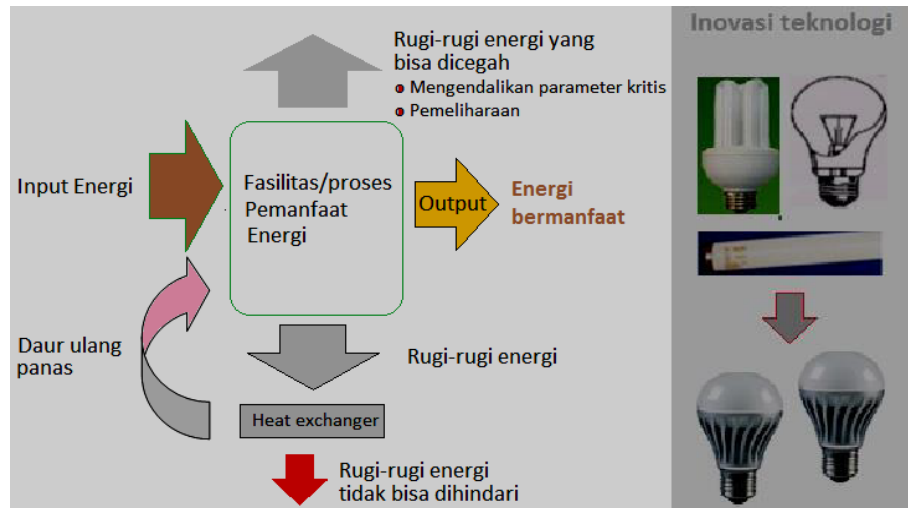 Rugi-rugi energi yang
bisa dicegah
Mengendalikan parameter kritis
Pemeliharaan
Input Energi
Fasilitas/proses
Pemanfaat
Energi
Output
Energi
bermanfaat
Daur ulang
panas
Rugi-rugi energi
Heat exchanger
Rugi-rugi energi
tidak bisa dihindari
Inovasi teknologi